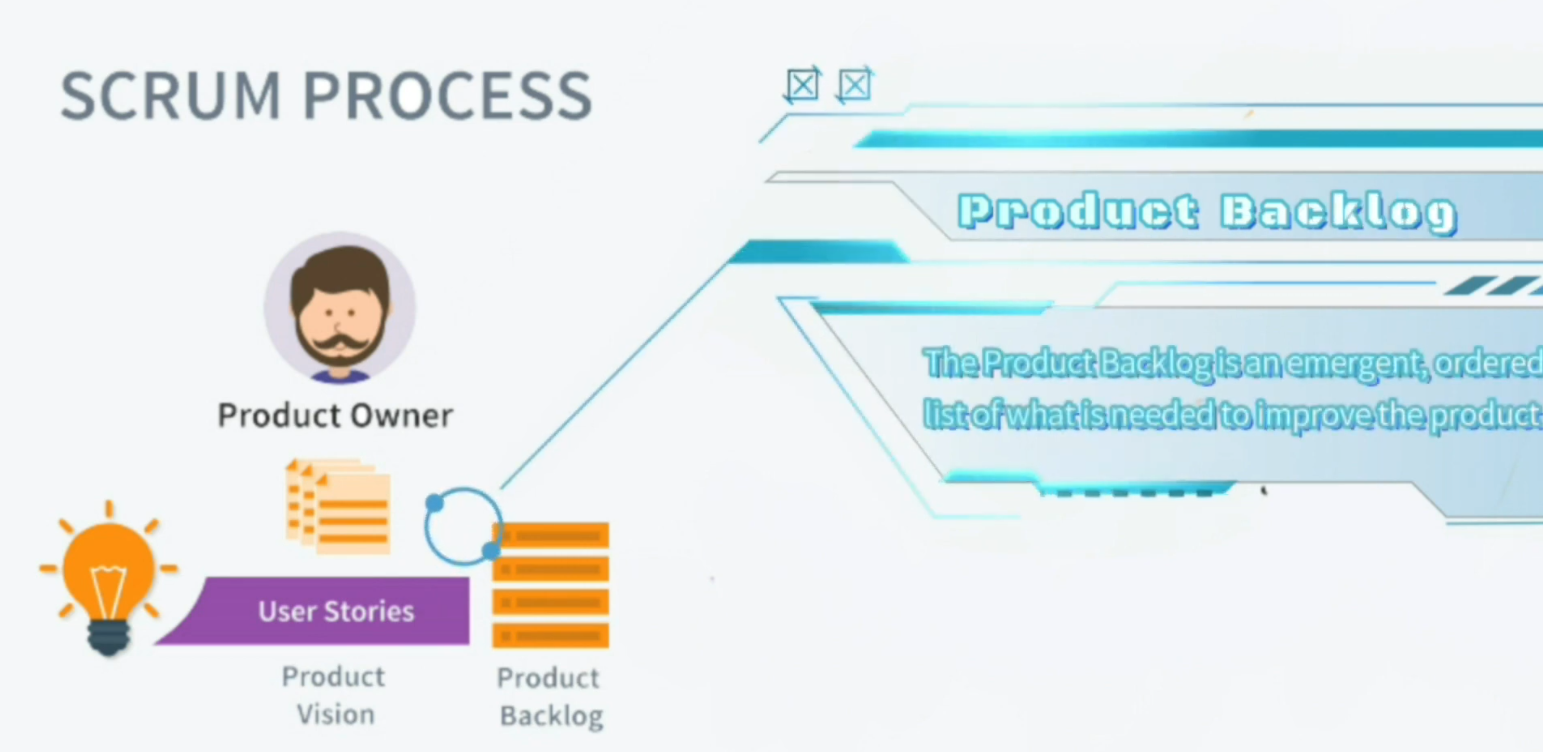 SCRUM PROCESS
Product Backlog
The Product Backlog is an emergent, ordered
list of what is needed to improve the product
Product Owner
User Stories
Product
Vision
Product
Backlog